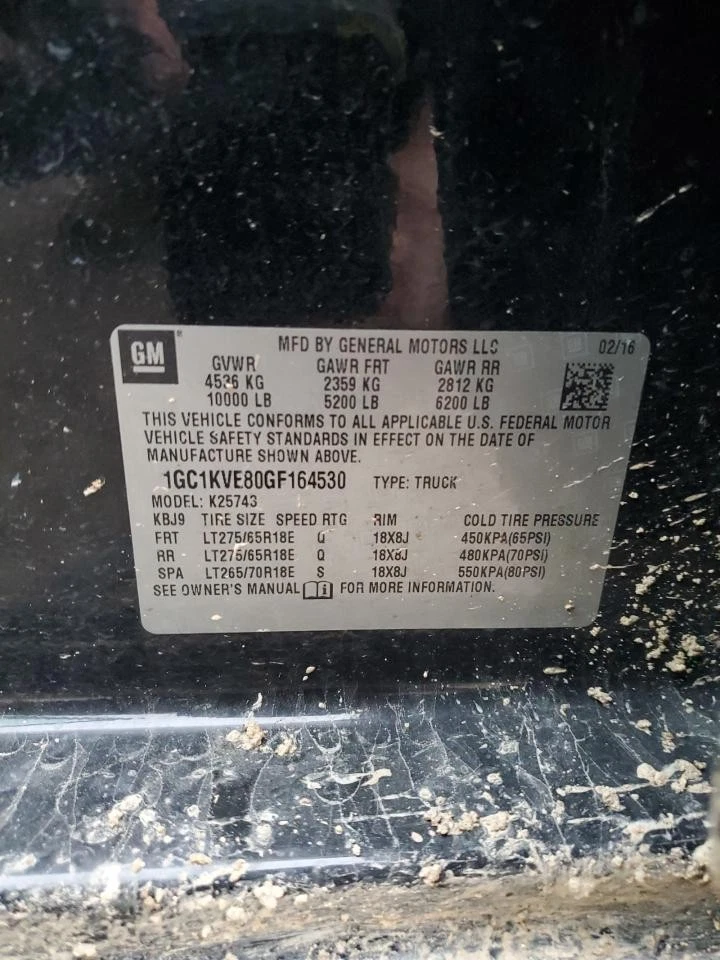 GM
MFD BY GENERAL MOTORS LLC 02/16
GVWR GAWR FRT GAWR RR
4536 KG 2359 KG 2812 KG
10000 LB 5200 LB 6200 LB
THIS VEHICLE CONFORMS TO ALL APPLICABLE U.S. FEDERAL MOTOR
VEHICLE SAFETY STANDARDS IN EFFECT ON THE DATE OF
MANUFACTURE SHOWN ABOVE.
1GC1KVE80GF164530 TYPE: TRUCK
MODEL: K25743
KBJ9 TIRE SIZE SPEED RTG RIM COLD TIRE PRESSURE
FRT LT275/65R18E Q 18X8J 450KPA(65PSI)
RR LT275/65R18E Q 18X8J 480KPA(70PSI)
SPA LT265/70R18E S 18X8J 550KPA(80PSI)
SEE OWNER'S MANUAL FOR MORE INFORMATION.